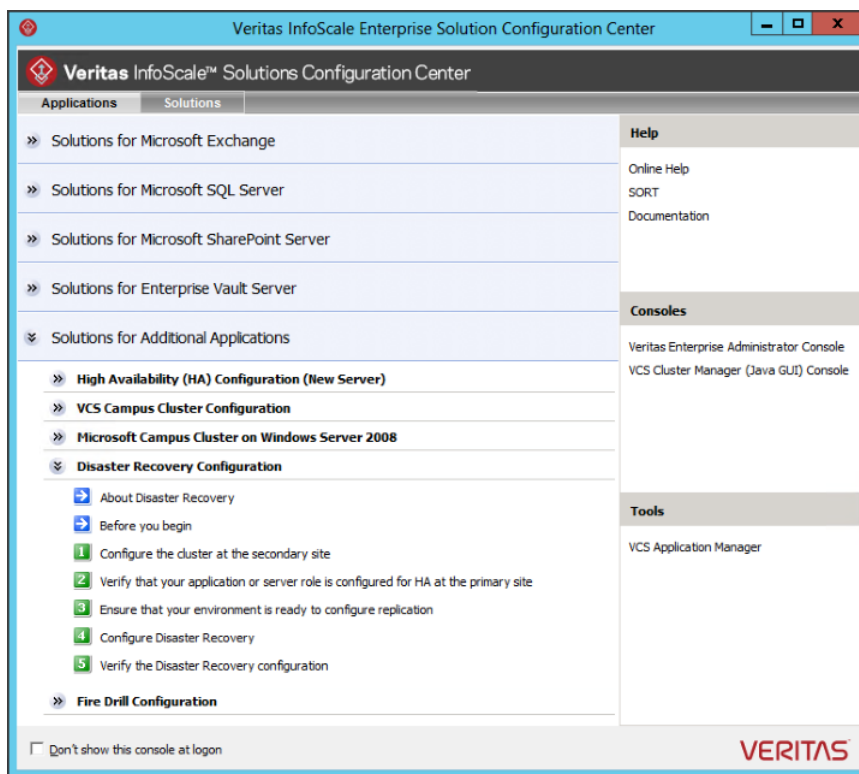 Veritas InfoScale Enterprise Solution Configuration Center
Veritas InfoScale™ Solutions Configuration Center
Applications
Solutions
Solutions for Microsoft Exchange
Solutions for Microsoft SQL Server
Solutions for Microsoft SharePoint Server
Solutions for Enterprise Vault Server
Solutions for Additional Applications
High Availability (HA) Configuration (New Server)
VCS Campus Cluster Configuration
Microsoft Campus Cluster on Windows Server 2008
Disaster Recovery Configuration
About Disaster Recovery
Before you begin
1 Configure the cluster at the secondary site
2 Verify that your application or server role is configured for HA at the primary site
3 Ensure that your environment is ready to configure replication
4 Configure Disaster Recovery
5 Verify the Disaster Recovery configuration
Fire Drill Configuration
Help
Online Help
SORT
Documentation
Consoles
Veritas Enterprise Administrator Console
VCS Cluster Manager (Java GUI) Console
Tools
VCS Application Manager
Don't show this console at logon
VERITAS